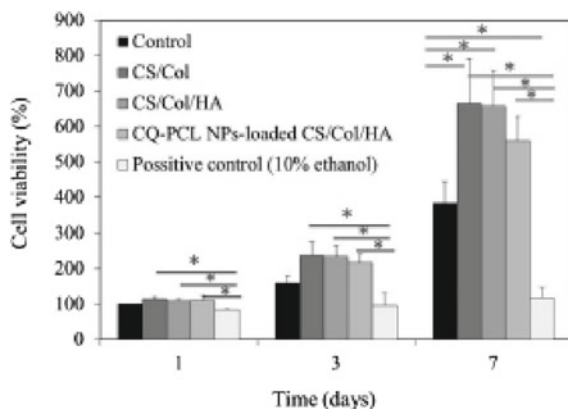 900
800
700
600
500
400
300
200
100
0
Cell viability (%)
Control
CS/Col
CS/Col/HA
CQ-PCL NPs-loaded CS/Col/HA
Possitive control (10% ethanol)
* * *
* * *
* * * * * *
1 3 7
Time (days)